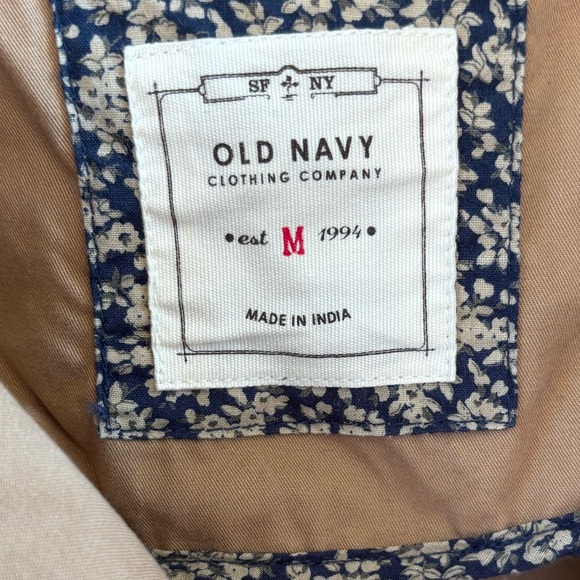 SF NY
OLD NAVY
CLOTHING COMPANY
•est M 1994•
MADE IN INDIA